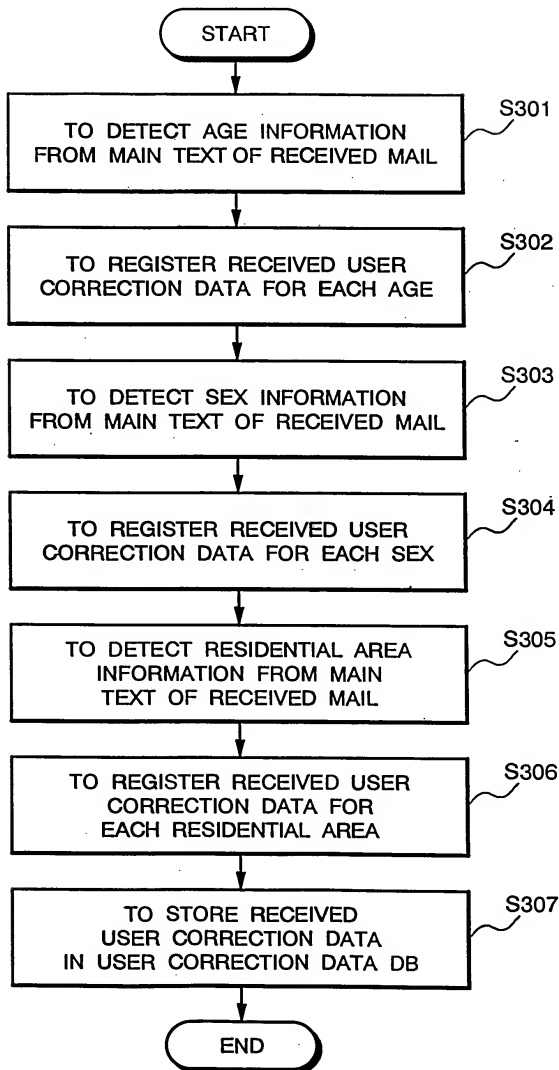 START
S301
TO DETECT AGE INFORMATION
FROM MAIN TEXT OF RECEIVED MAIL
S302
TO REGISTER RECEIVED USER
CORRECTION DATA FOR EACH AGE
S303
TO DETECT SEX INFORMATION
FROM MAIN TEXT OF RECEIVED MAIL
S304
TO REGISTER RECEIVED USER
CORRECTION DATA FOR EACH SEX
S305
TO DETECT RESIDENTIAL AREA
INFORMATION FROM MAIN
TEXT OF RECEIVED MAIL
S306
TO REGISTER RECEIVED USER
CORRECTION DATA FOR
EACH RESIDENTIAL AREA
S307
TO STORE RECEIVED
USER CORRECTION DATA
IN USER CORRECTION DATA DB
END